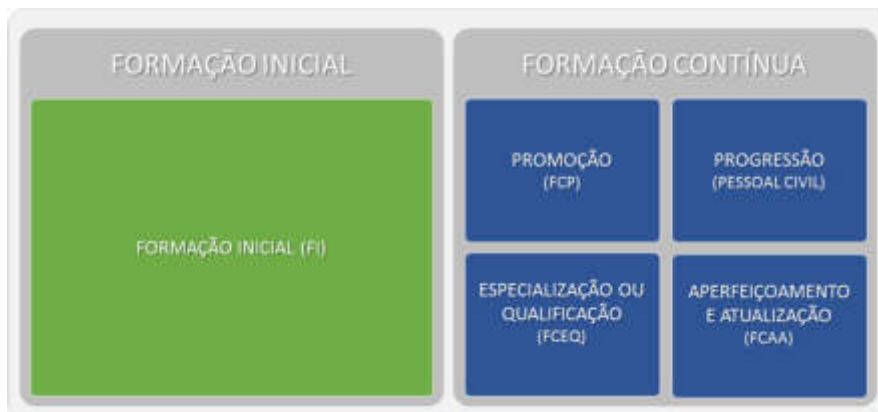 FORMAÇÃO INICIAL
FORMAÇÃO INICIAL (FI)
FORMAÇÃO CONTÍNUA
PROMOÇÃO
(FCP)
PROGRESSÃO
(PESSOAL CIVIL)
ESPECIALIZAÇÃO OU
QUALIFICAÇÃO
(FCEQ)
APERFEIÇOAMENTO
E ATUALIZAÇÃO
(FCAA)